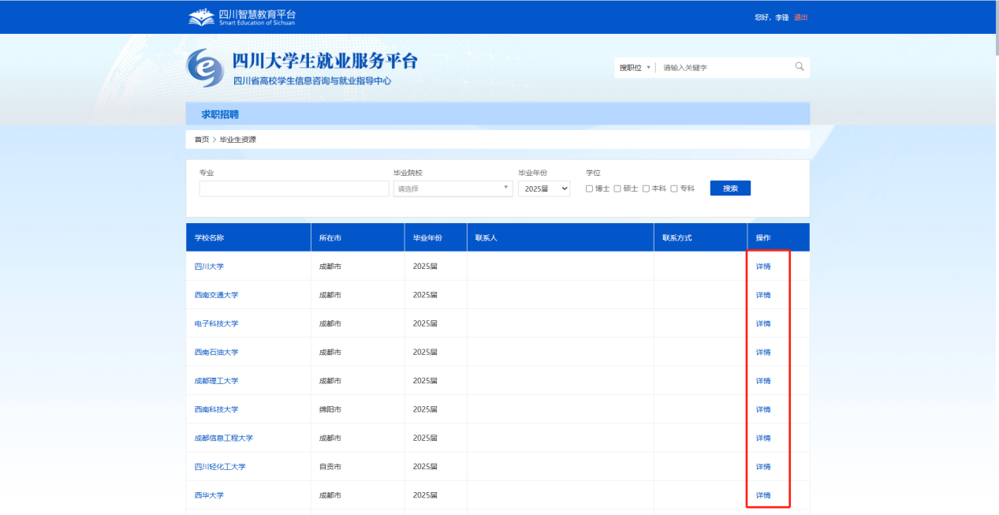 四川智慧教育平台
Smart Education of Sichuan
您好, 李锋 退出
四川大学生就业服务平台
四川省高校学生信息咨询与就业指导中心
搜职位 请输入关键字
求职招聘
首页 > 毕业生资源
专业 毕业院校 毕业年份 学位
请选择 2025届 博士 硕士 本科 专科 搜索
学校名称 所在市 毕业年份 联系人 联系方式 操作
四川大学 成都市 2025届 详情
西南交通大学 成都市 2025届 详情
电子科技大学 成都市 2025届 详情
西南石油大学 成都市 2025届 详情
成都理工大学 成都市 2025届 详情
西南科技大学 绵阳市 2025届 详情
成都信息工程大学 成都市 2025届 详情
四川轻化工大学 自贡市 2025届 详情
西华大学 成都市 2025届 详情